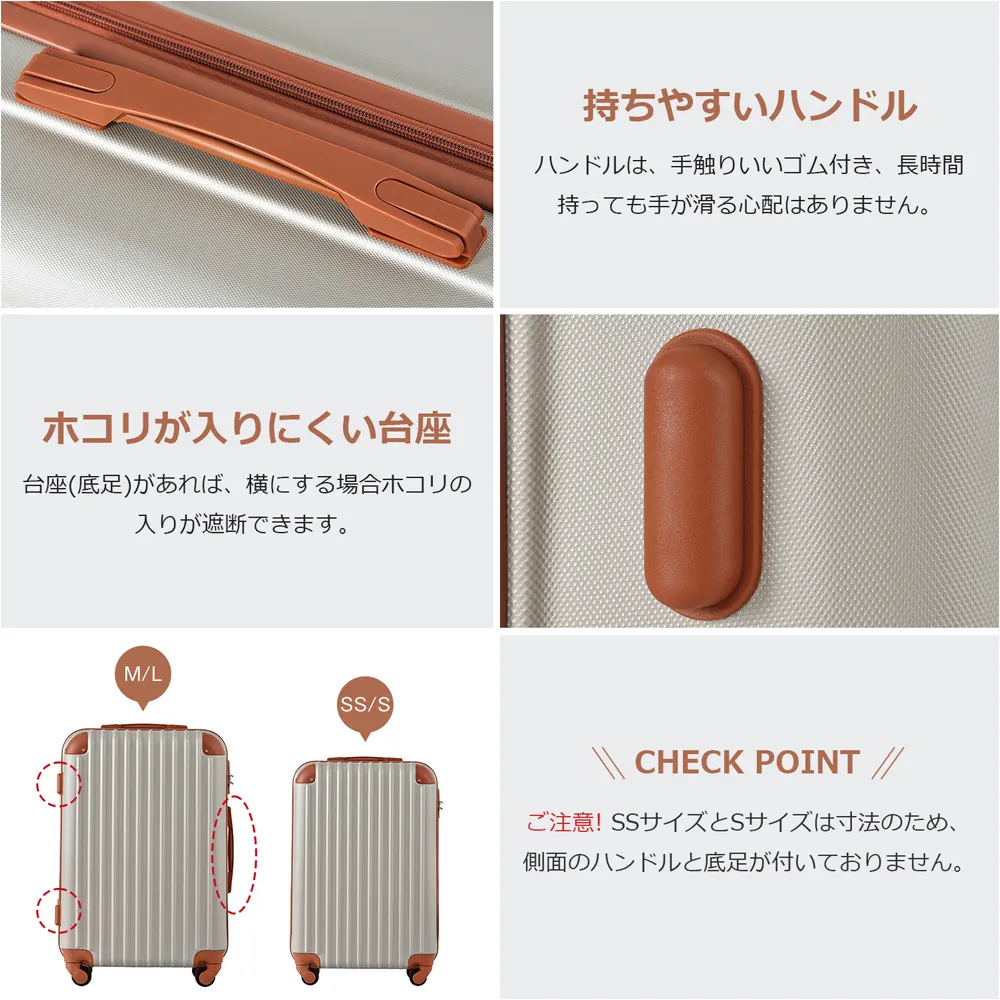 持ちやすいハンドル
ハンドルは、手触りいいゴム付き、長時間
持っても手が滑る心配はありません。
ホコリが入りにくい台座
台座(底足)があれば、横にする場合ホコリの
入りが遮断できます。
M/L
SS/S
CHECK POINT
ご注意! SSサイズとSサイズは寸法のため、
側面のハンドルと底足が付いておりません。